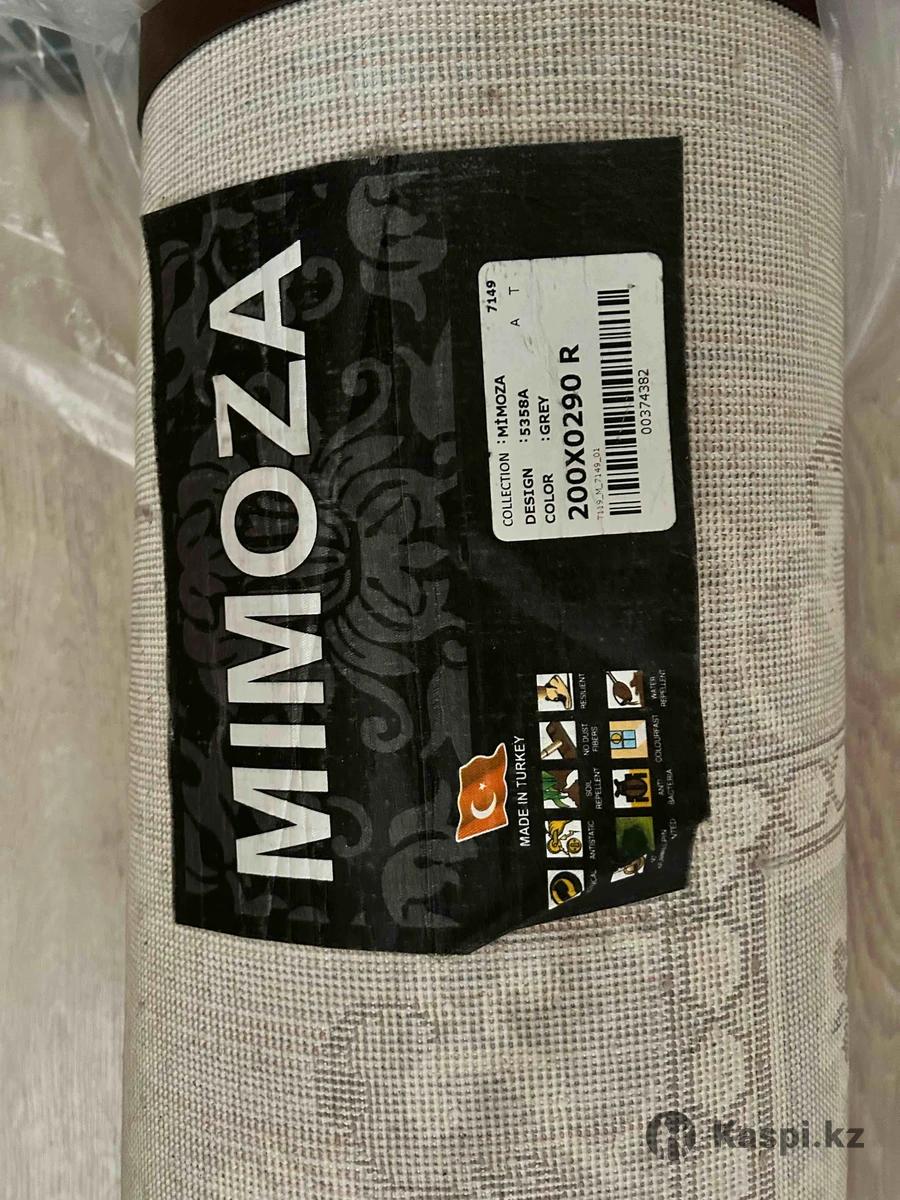 MIMOZA
7149
COLLECTION : MİMOZA
DESIGN : 5358A A T
COLOR : GREY
200X0290 R
T119_M_7149_01
00374382
MADE IN TURKEY
ANTISTATIC
SOIL REPELLENT
NO DUST FIBERS
RESILIENT
ANTI BACTERIA
COLOURFAST
WATER REPELLENT
Kaspi.kz